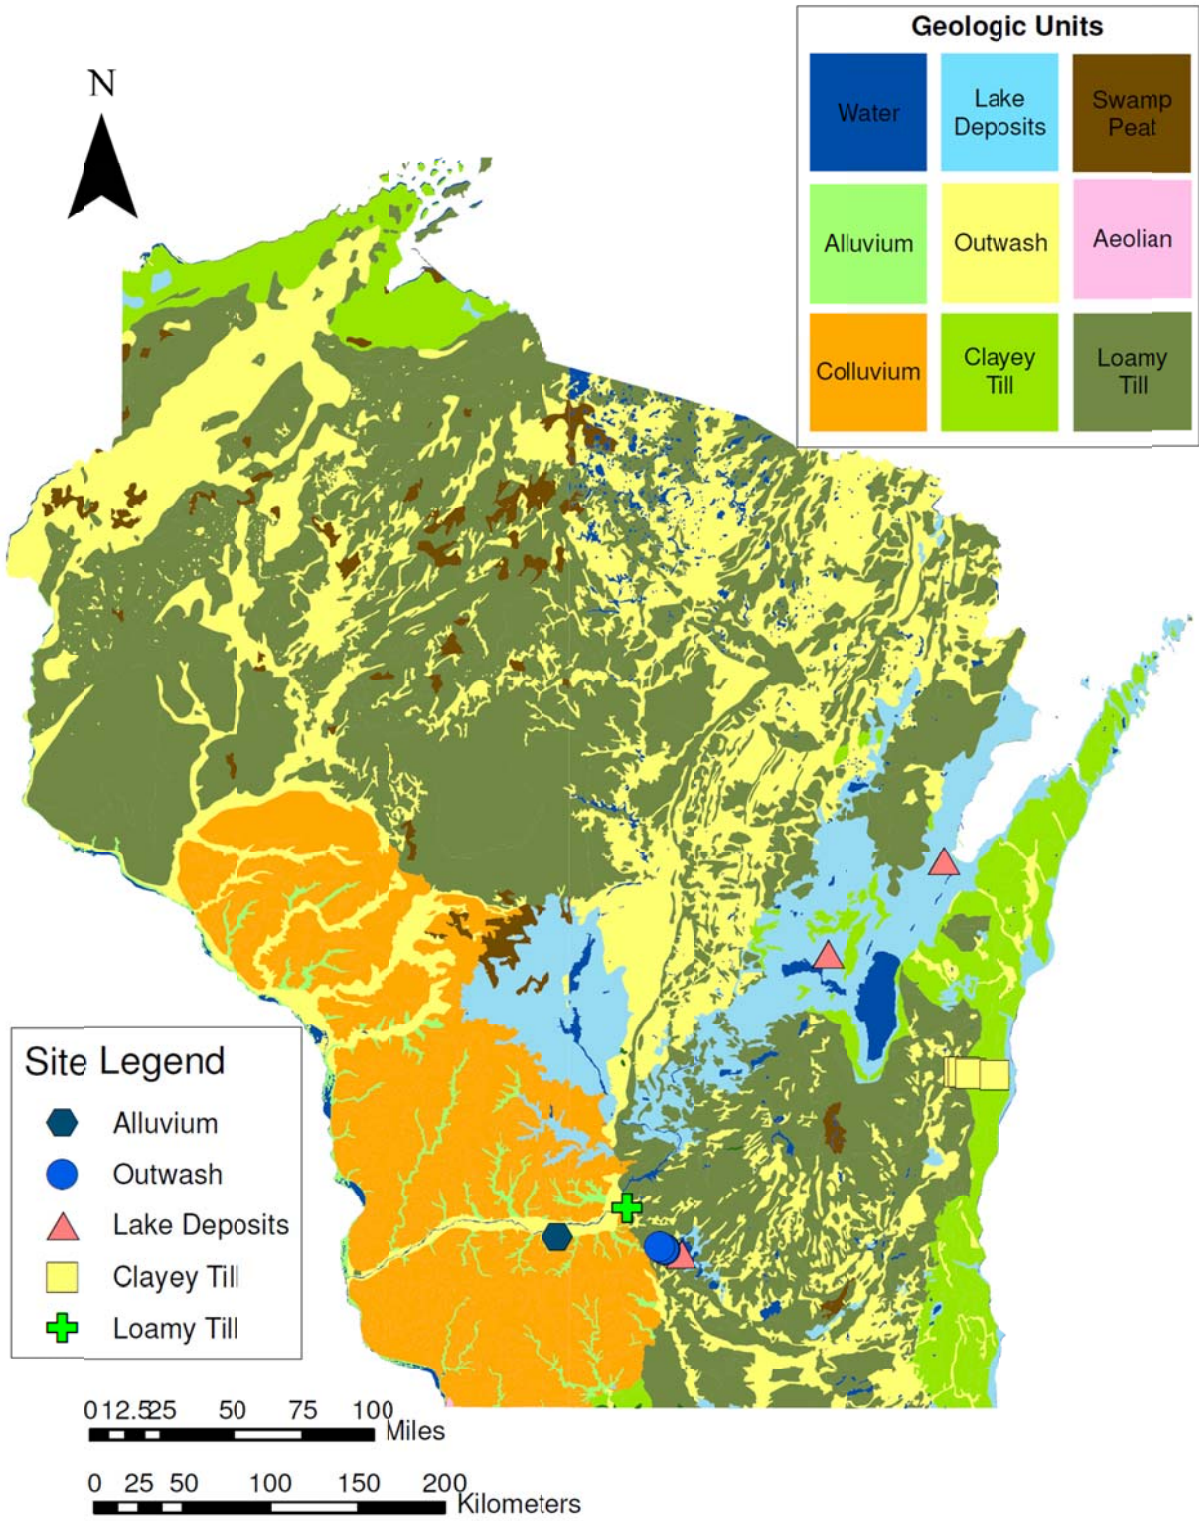 Geologic Units
Water
Lake
Deposits
Swamp
Peat
Alluvium
Outwash
Aeolian
Colluvium
Clayey
Till
Loamy
Till
N
Site Legend
Alluvium
Outwash
Lake Deposits
Clayey Till
Loamy Till
0 12.5 25 50 75 100
Miles
0 25 50 100 150 200
Kilometers